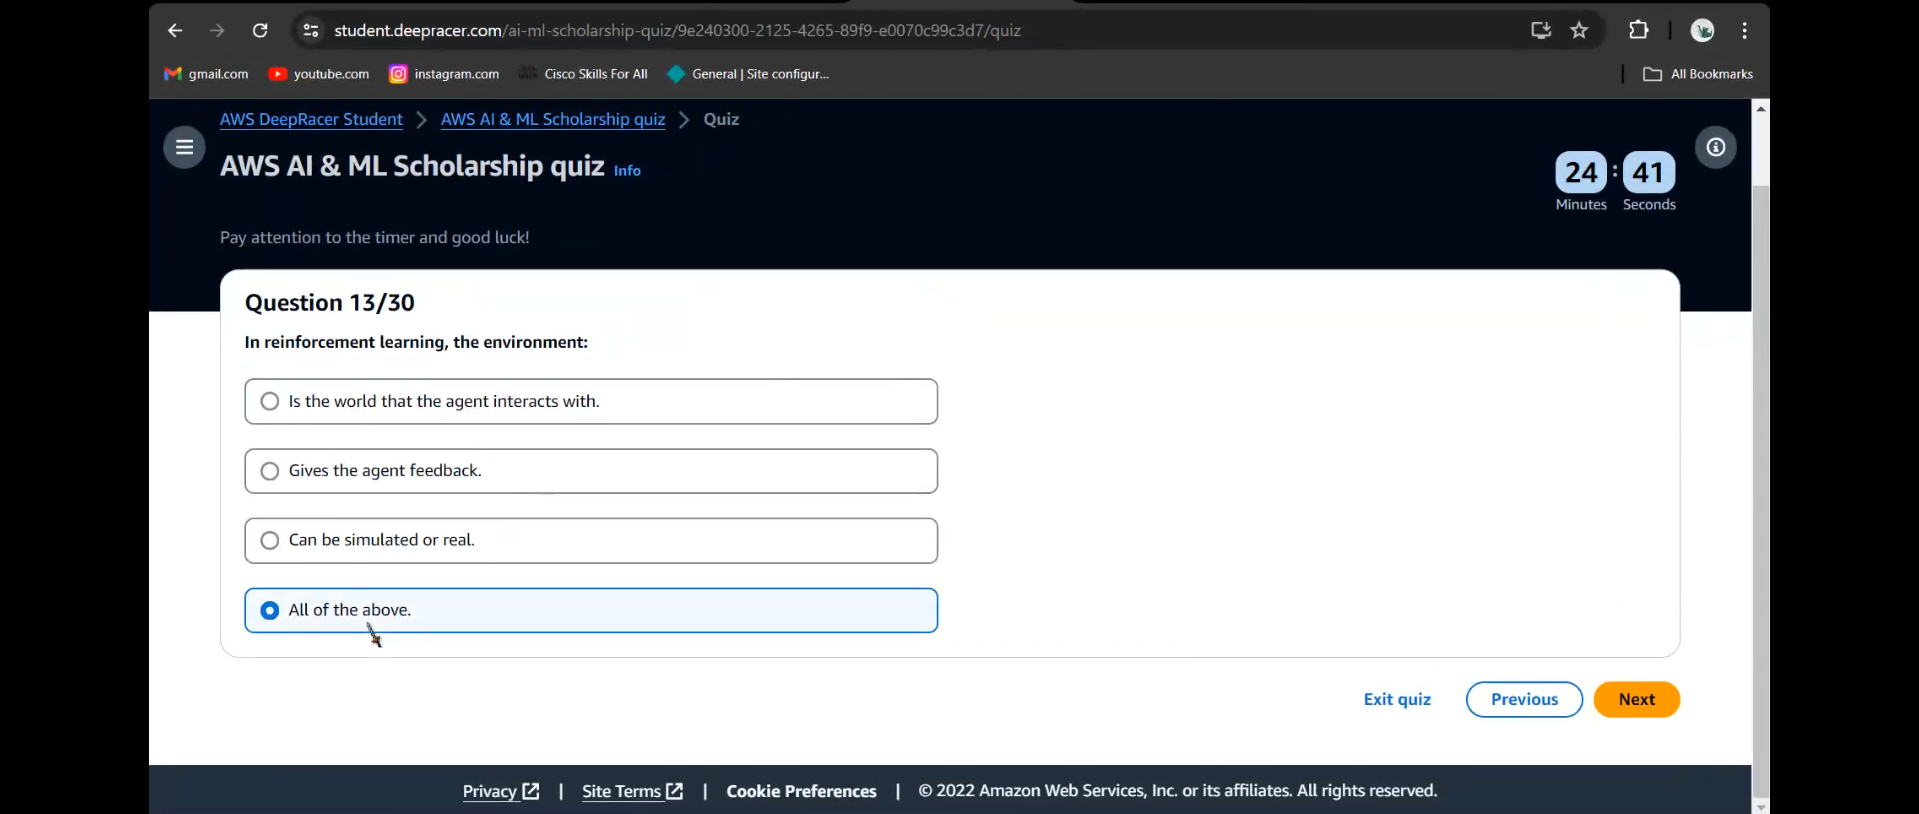 student.deepracer.com/ai-ml-scholarship-quiz/9e240300-2125-4265-89f9-e0070c99c3d7/quiz
gmail.com youtube.com instagram.com Cisco Skills For All General | Site configur... All Bookmarks
AWS DeepRacer Student AWS AI & ML Scholarship quiz Quiz
AWS AI & ML Scholarship quiz Info
24 : 41
Minutes Seconds
Pay attention to the timer and good luck!
Question 13/30
In reinforcement learning, the environment:
Is the world that the agent interacts with.
Gives the agent feedback.
Can be simulated or real.
All of the above.
Exit quiz Previous Next
Privacy | Site Terms | Cookie Preferences | © 2022 Amazon Web Services, Inc. or its affiliates. All rights reserved.